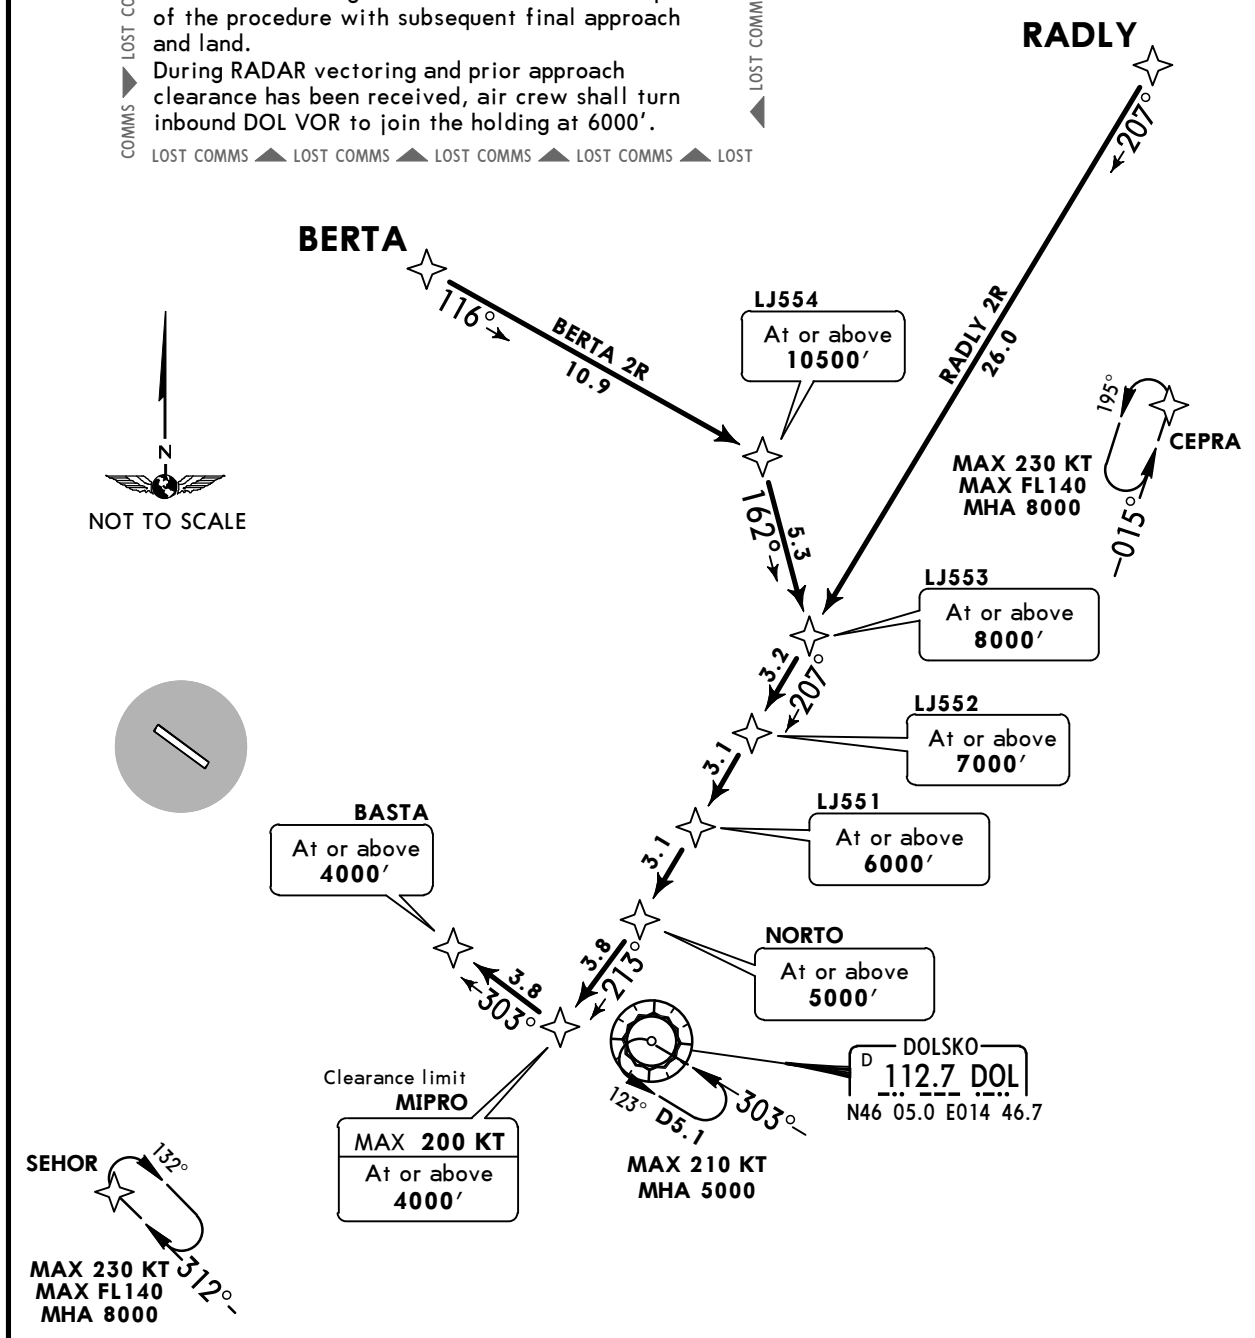 of the procedure with subsequent final approach
and land.
During RADAR vectoring and prior approach
clearance has been received, air crew shall turn
inbound DOL VOR to join the holding at 6000'.
COMMS LOST
LOST COMMS
LOST COMMS LOST COMMS LOST COMMS LOST COMMS LOST
RADLY
207°
BERTA
116°
BERTA 2R
10.9
LJ554
At or above
10500'
RADLY 2R
26.0
195°
CEPRA
MAX 230 KT
MAX FL140
MHA 8000
015°
N
NOT TO SCALE
162°
5.3
LJ553
At or above
8000'
3.2
207°
LJ552
At or above
7000'
3.1
LJ551
At or above
6000'
3.1
BASTA
At or above
4000'
NORTO
At or above
5000'
3.8
213°
3.8
303°
DOLSKO
D 112.7 DOL
N46 05.0 E014 46.7
Clearance limit
MIPRO
MAX 200 KT
At or above
4000'
123° D5.1
303°
MAX 210 KT
MHA 5000
SEHOR
132°
312°
MAX 230 KT
MAX FL140
MHA 8000